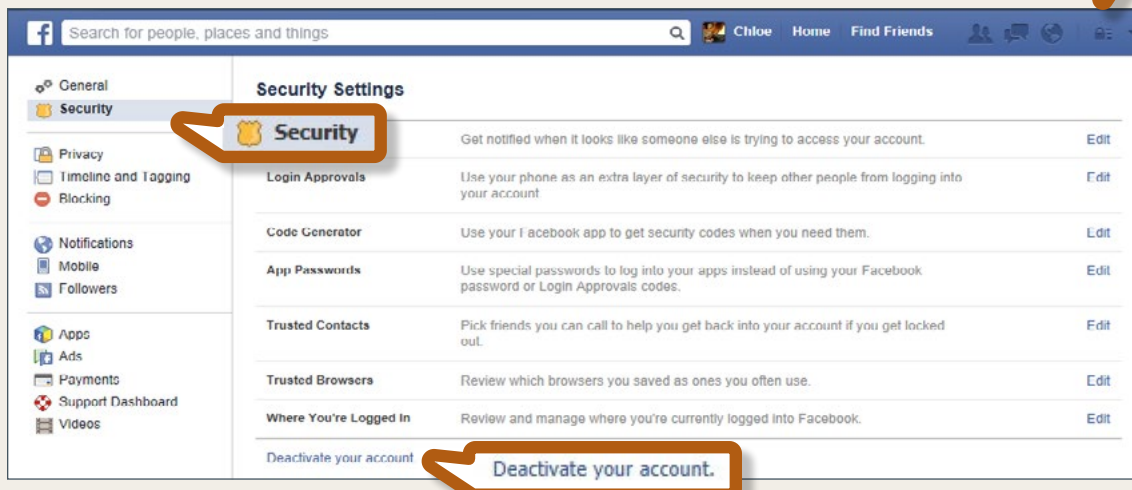 f Search for people, places and things Chloe Home Find Friends
General
Security
Privacy
Timeline and Tagging
Blocking
Notifications
Mobile
Followers
Apps
Ads
Payments
Support Dashboard
Videos
Security Settings
Security
Get notified when it looks like someone else is trying to access your account. Edit
Login Approvals Use your phone as an extra layer of security to keep other people from logging into Edit
your account
Code Generator Use your Facebook app to get security codes when you need them. Edit
App Passwords Use special passwords to log into your apps instead of using your Facebook Edit
password or Login Approvals codes.
Trusted Contacts Pick friends you can call to help you get back into your account if you get locked Edit
out.
Trusted Browsers Review which browsers you saved as ones you often use. Edit
Where You're Logged In Review and manage where you're currently logged into Facebook. Edit
Deactivate your account
Deactivate your account.